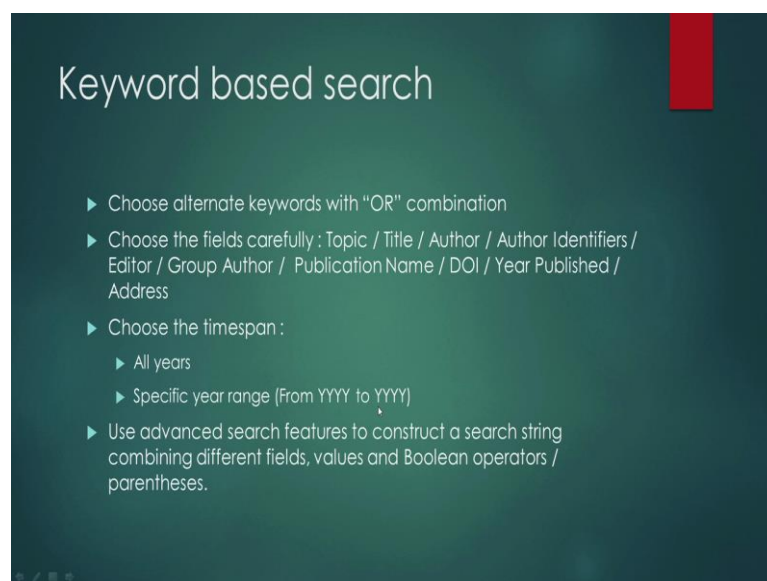 Keyword based search
Choose alternate keywords with “OR” combination
Choose the fields carefully : Topic / Title / Author / Author Identifiers /
Editor / Group Author / Publication Name / DOI / Year Published /
Address
Choose the timespan :
All years
Specific year range (From YYYY to YYYY)
Use advanced search features to construct a search string
combining different fields, values and Boolean operators /
parentheses.